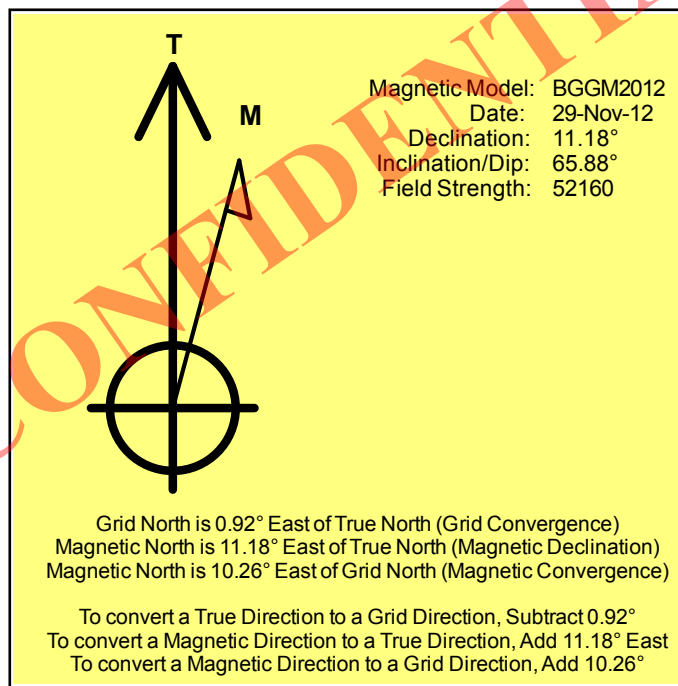 T
M
Magnetic Model: BGGM2012
Date: 29-Nov-12
Declination: 11.18°
Inclination/Dip: 65.88°
Field Strength: 52160
CONFIDENTI
Grid North is 0.92° East of True North (Grid Convergence)
Magnetic North is 11.18° East of True North (Magnetic Declination)
Magnetic North is 10.26° East of Grid North (Magnetic Convergence)
To convert a True Direction to a Grid Direction, Subtract 0.92°
To convert a Magnetic Direction to a True Direction, Add 11.18° East
To convert a Magnetic Direction to a Grid Direction, Add 10.26°